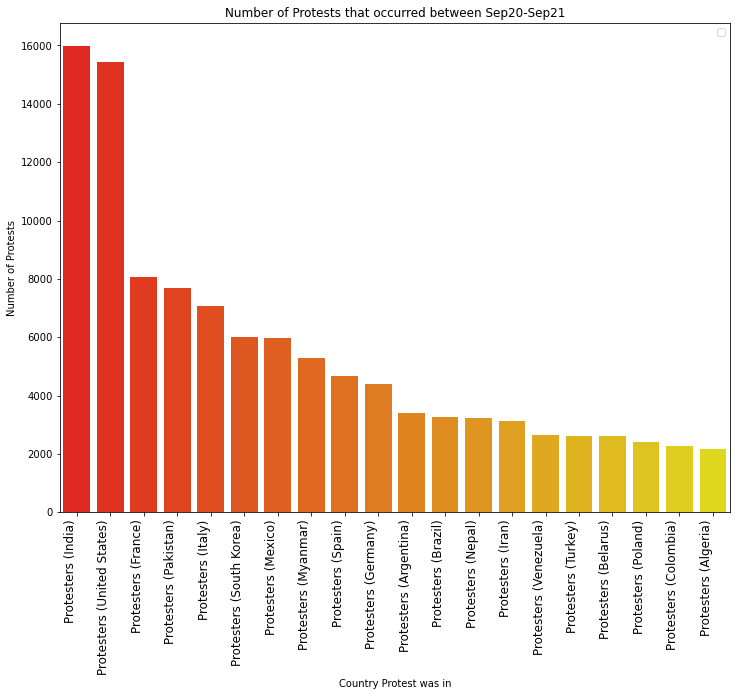 Number of Protests that occurred between Sep20-Sep21
Number of Protests
16000
14000
12000
10000
8000
6000
4000
2000
0
Protesters (India)
Protesters (United States)
Protesters (France)
Protesters (Pakistan)
Protesters (Italy)
Protesters (South Korea)
Protesters (Mexico)
Protesters (Myanmar)
Protesters (Spain)
Protesters (Germany)
Protesters (Argentina)
Protesters (Brazil)
Protesters (Nepal)
Protesters (Iran)
Protesters (Venezuela)
Protesters (Turkey)
Protesters (Belarus)
Protesters (Poland)
Protesters (Colombia)
Protesters (Algeria)
Country Protest was in